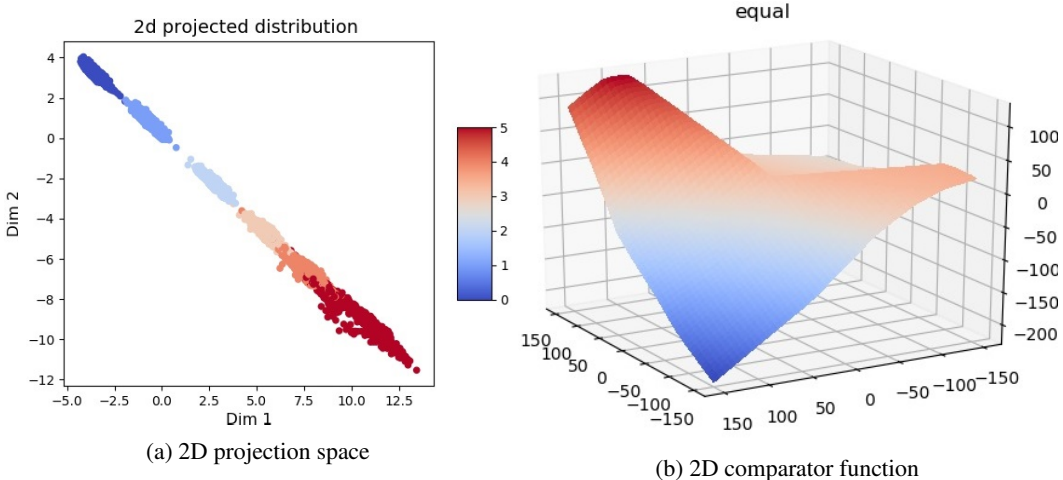 2d projected distribution
4
2
0
−2
−4
−6
−8
−10
−12
Dim 2
−5.0 −2.5 0.0 2.5 5.0 7.5 10.0 12.5
Dim 1
5
4
3
2
1
0
(a) 2D projection space
equal
100
50
0
−50
−100
−150
−200
150 100 50 0 −50 −100 −150
150 100 50 0 −50 −100 −150
(b) 2D comparator function